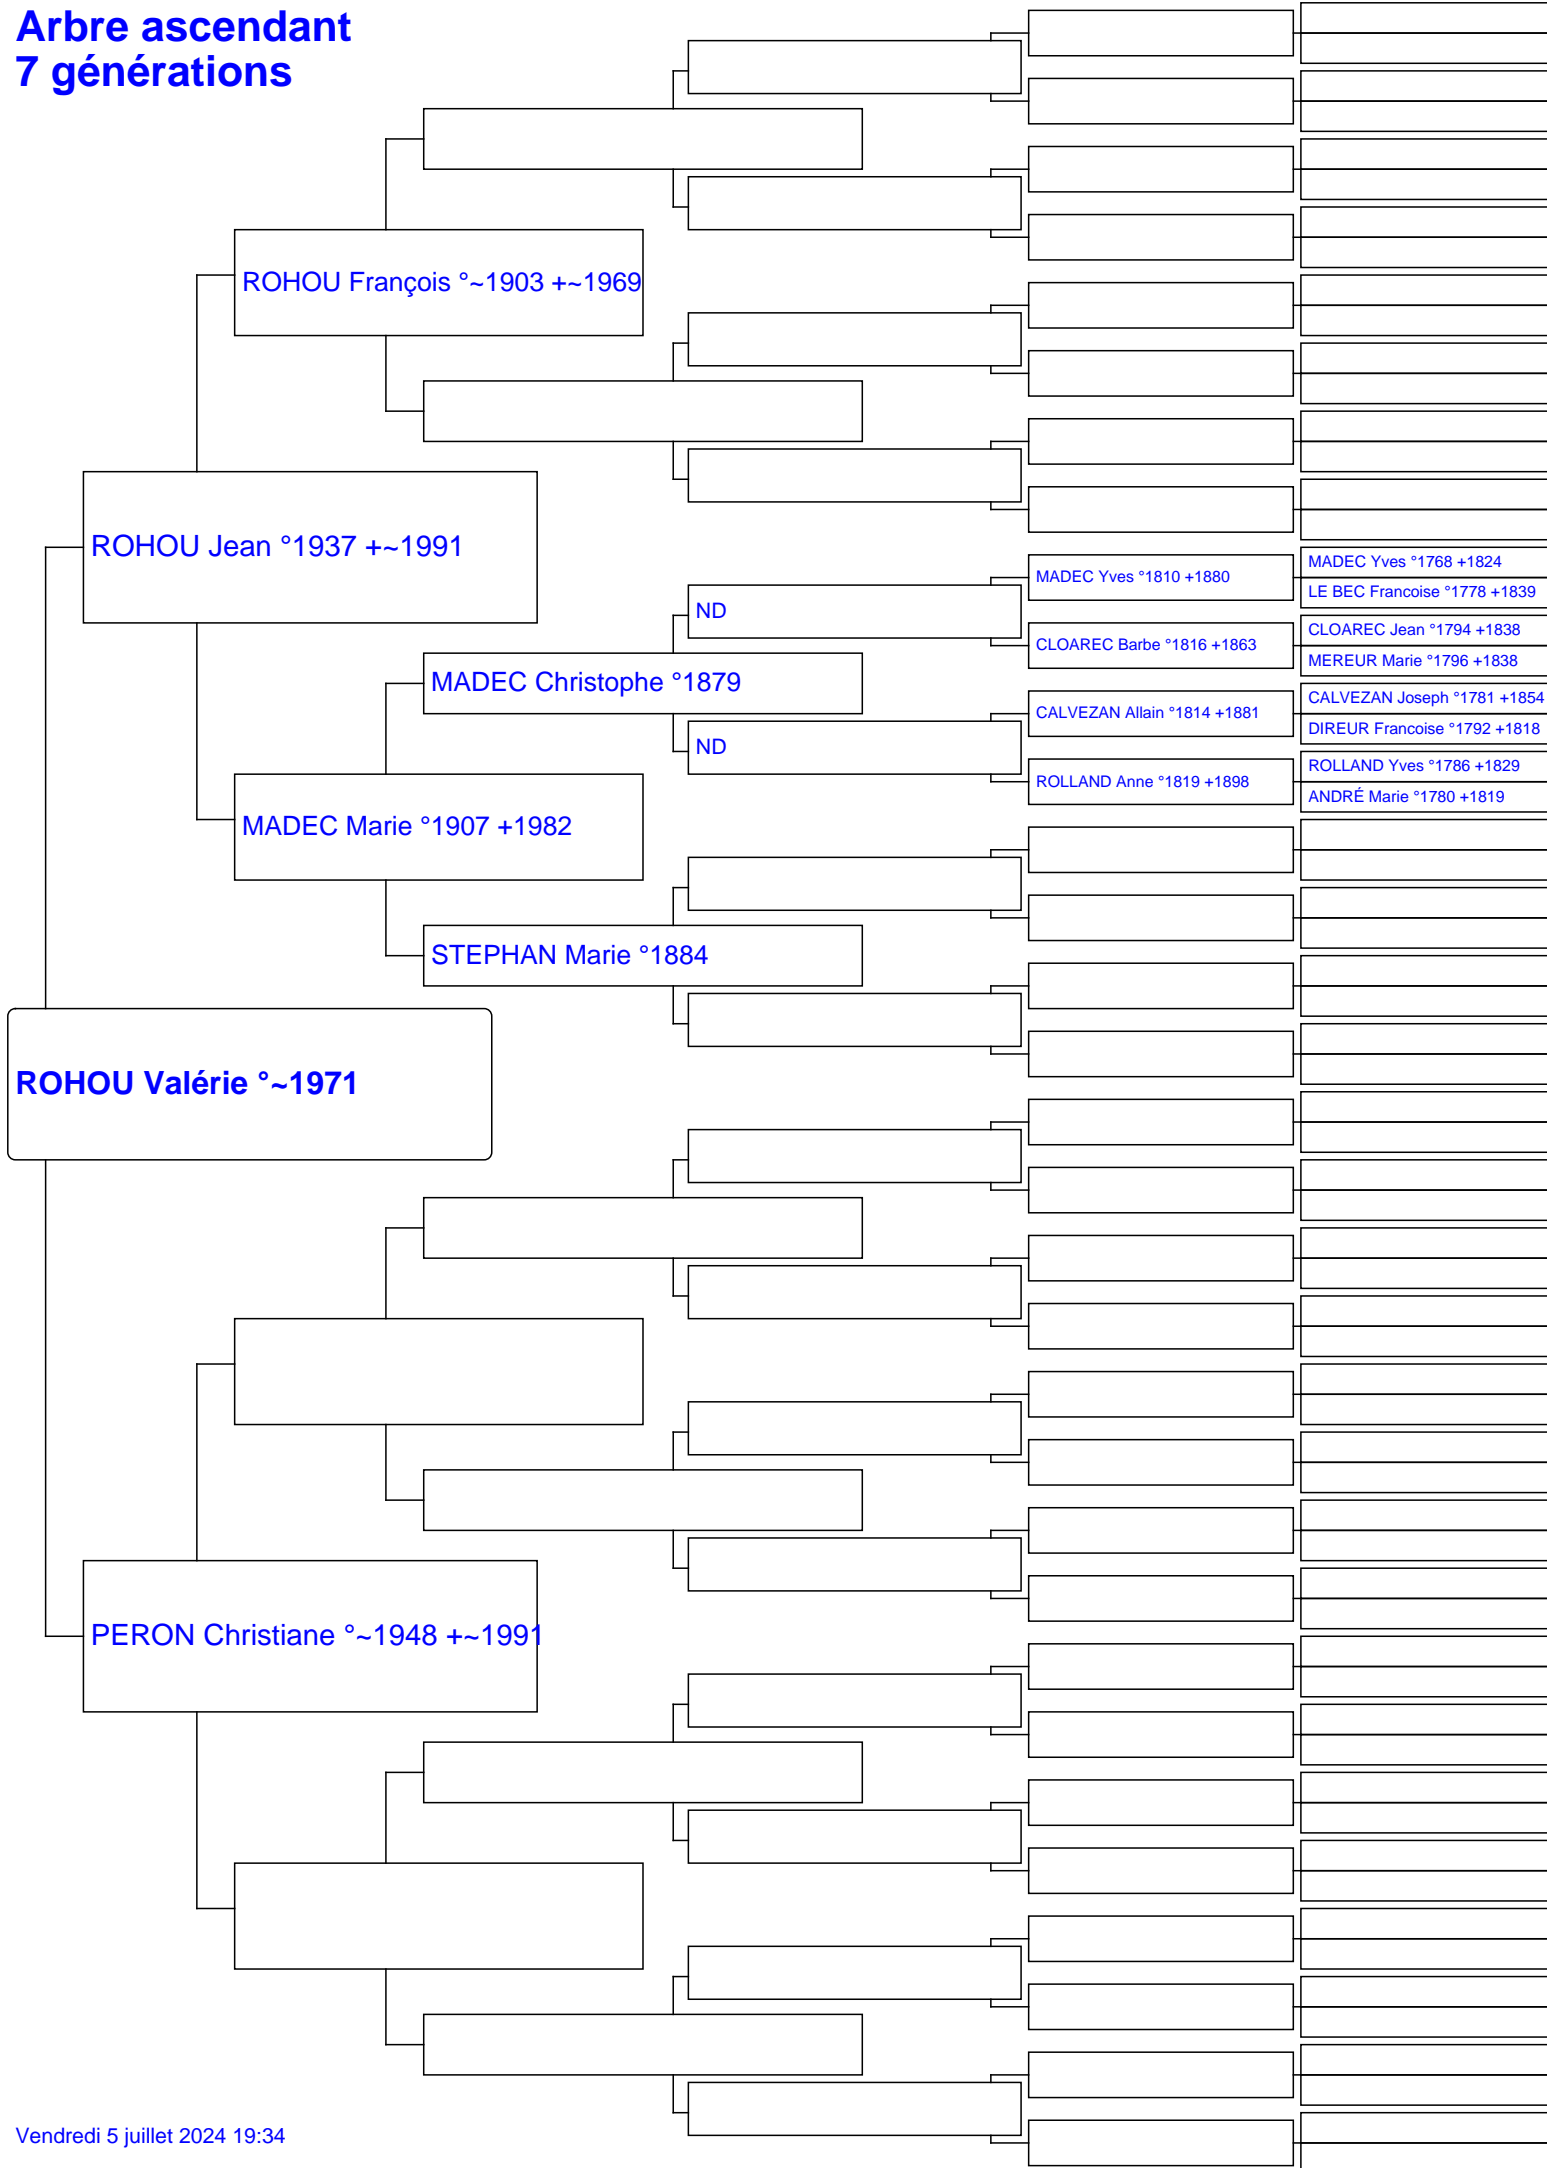 Arbre ascendant
7 générations
ROHOU François °~1903 +~1969
ROHOU Jean °1937 +~1991
MADEC Yves °1768 +1824
MADEC Yves °1810 +1880
LE BEC Francoise °1778 +1839
ND
CLOAREC Jean °1794 +1838
CLOAREC Barbe °1816 +1863
MEREUR Marie °1796 +1838
MADEC Christophe °1879
CALVEZAN Joseph °1781 +1854
CALVEZAN Allain °1814 +1881
DIREUR Francoise °1792 +1818
ND
ROLLAND Yves °1786 +1829
ROLLAND Anne °1819 +1898
ANDRÉ Marie °1780 +1819
MADEC Marie °1907 +1982
STEPHAN Marie °1884
ROHOU Valérie °~1971
PERON Christiane °~1948 +~1991
Vendredi 5 juillet 2024 19:34